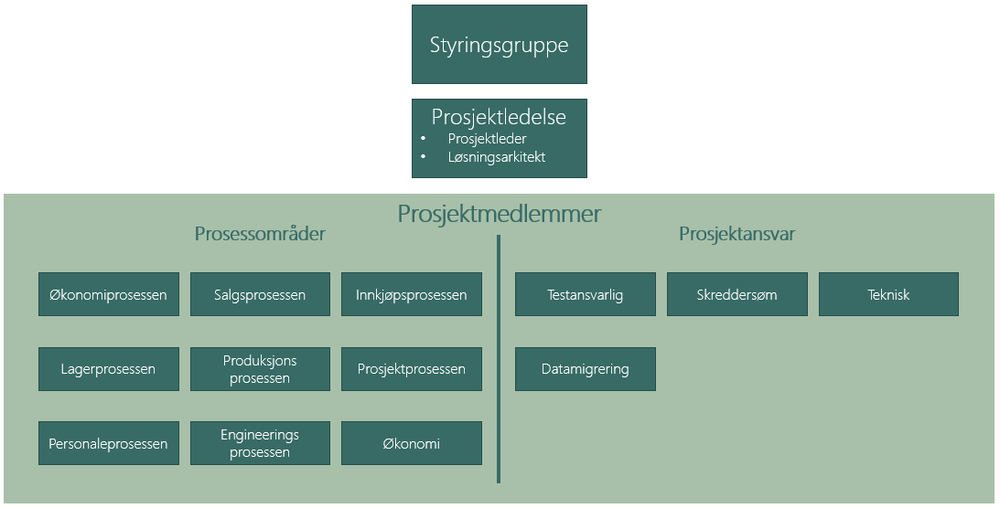 Styringsgruppe
Prosjektledelse
• Prosjektleder
• Løsningsarkitekt
Prosjektmedlemmer
Prosessområder
Økonomiprosessen
Salgsprosessen
Innkjøpsprosessen
Lagerprosessen
Produksjons
prosessen
Prosjektprosessen
Personaleprosessen
Engineerings
prosessen
Økonomi
Prosjektansvar
Testansvarlig
Skreddersøm
Teknisk
Datamigrering